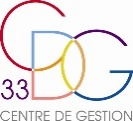 CDG
33
CENTRE DE GESTION